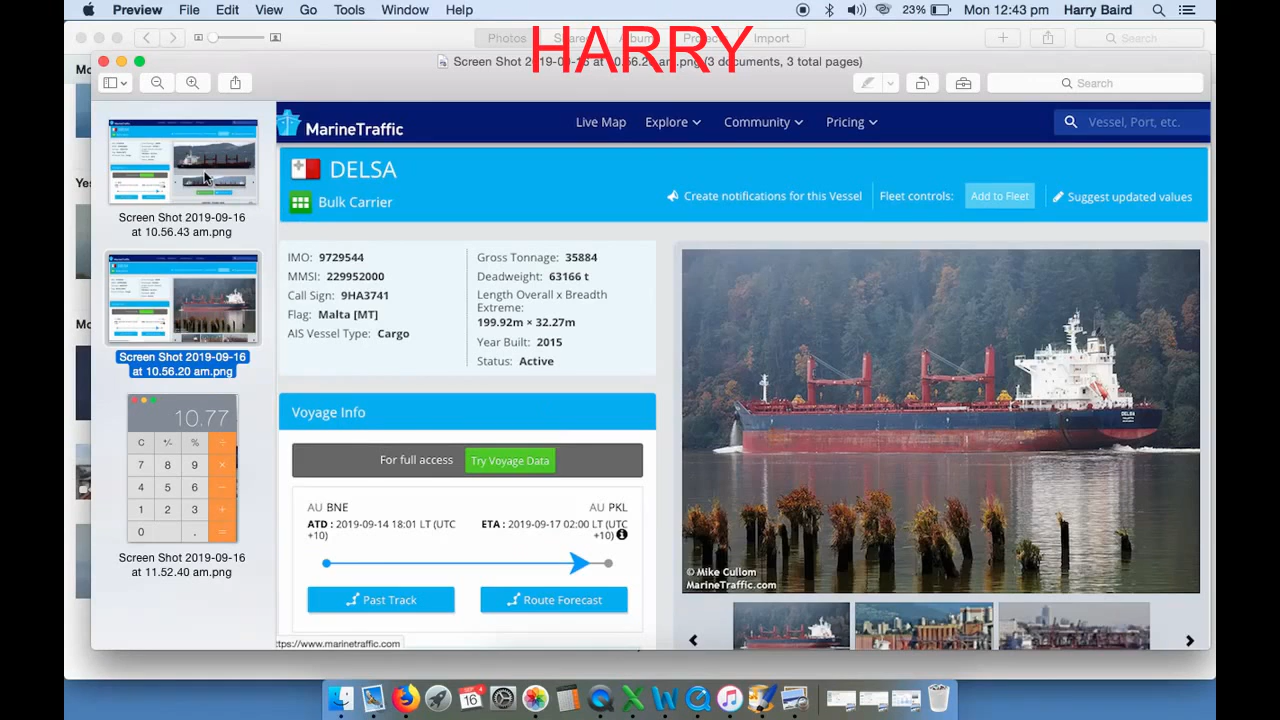 Preview File Edit View Go Tools Window Help 23% Mon 12:43 pm Harry Baird
HARRY
Photos Shared Albums Projects Import Search
Screen Shot 2019-09-16 at 10.56.20 am.png (3 documents, 3 total pages)
Search
MarineTraffic Live Map Explore Community Pricing Vessel, Port, etc.
DELSA
Bulk Carrier
Create notifications for this Vessel Fleet controls: Add to Fleet Suggest updated values
Screen Shot 2019-09-16
at 10.56.43 am.png
Screen Shot 2019-09-16
at 10.56.20 am.png
10.77
C +/- % ÷
7 8 9 ×
4 5 6 −
1 2 3 +
0 . =
Screen Shot 2019-09-16
at 11.52.40 am.png
IMO: 9729544
MMSI: 229952000
Call Sign: 9HA3741
Flag: Malta [MT]
AIS Vessel Type: Cargo
Gross Tonnage: 35884
Deadweight: 63166 t
Length Overall x Breadth
Extreme:
199.92m × 32.27m
Year Built: 2015
Status: Active
Voyage Info
For full access Try Voyage Data
AU BNE AU PKL
ATD : 2019-09-14 18:01 LT (UTC
+10)
ETA : 2019-09-17 02:00 LT (UTC
+10)
Past Track Route Forecast
ttps://www.marinetraffic.com
DELSA
© Mike Cullom
MarineTraffic.com
16